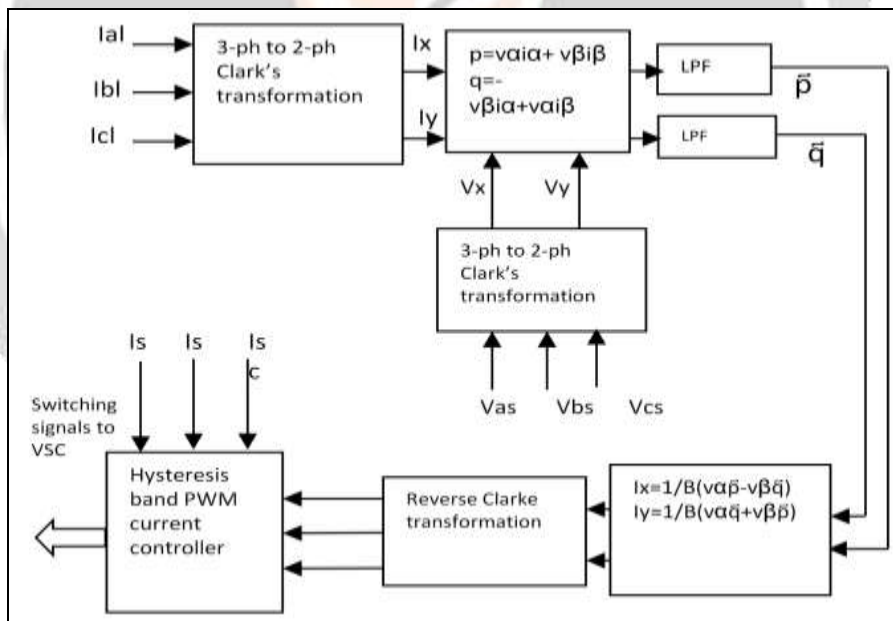 Ial
Ibl
Icl
3-ph to 2-ph
Clark's
transformation
Ix
Iy
p=vαiα+ vβiβ
q=-
vβiα+vαiβ
LPF
LPF
p̃
q̃
Vx
Vy
3-ph to 2-ph
Clark's
transformation
Vas
Vbs
Vcs
Is
Is
Is
c
Switching
signals to
VSC
Hysteresis
band PWM
current
controller
Reverse Clarke
transformation
Ix=1/B(vαp̃-vβq̃)
Iy=1/B(vαq̃+vβp̃)